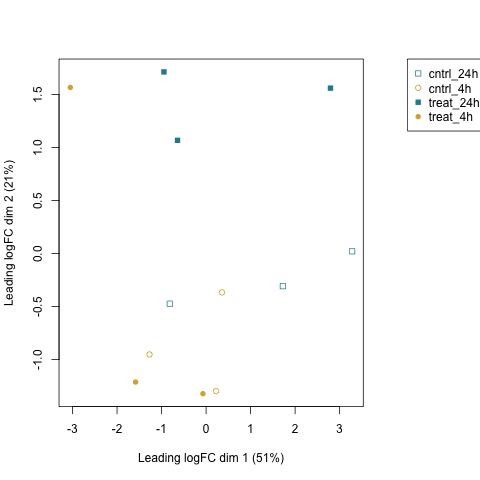 cntrl_24h
cntrl_4h
treat_24h
treat_4h
Leading logFC dim 2 (21%)
1.5
1.0
0.5
0.0
-0.5
-1.0
-3 -2 -1 0 1 2 3
Leading logFC dim 1 (51%)